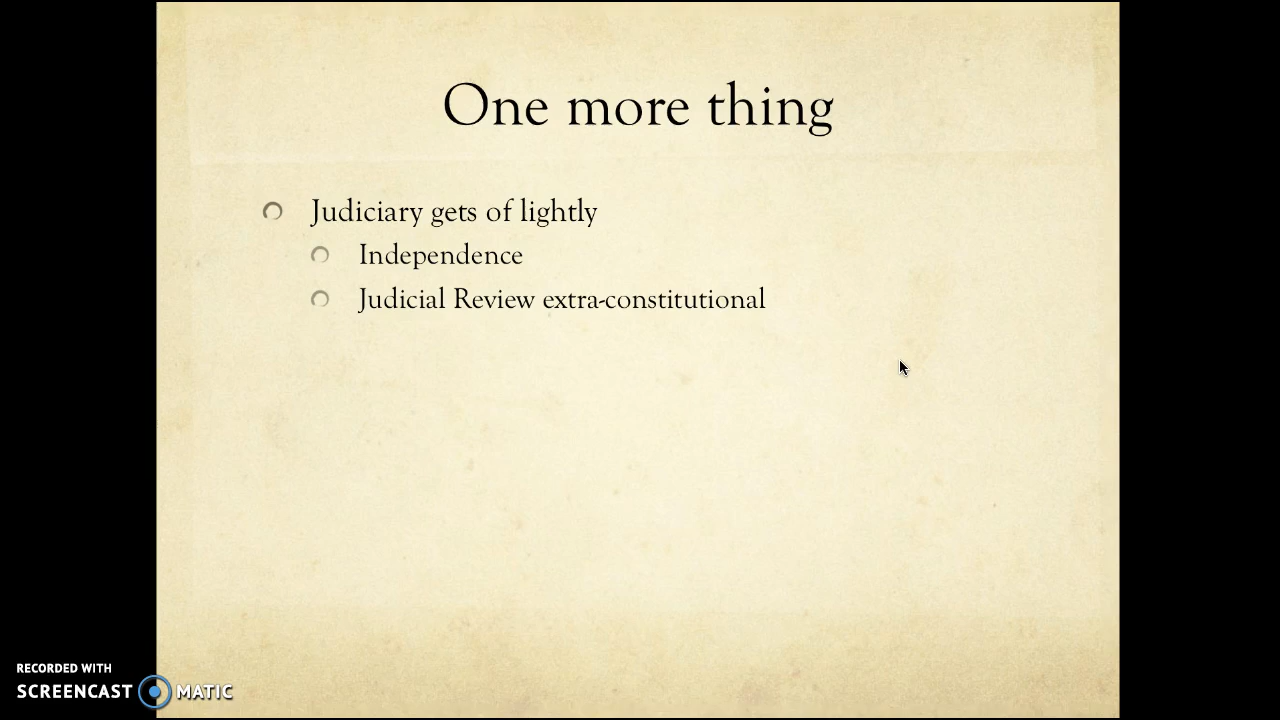 One more thing
Judiciary gets of lightly
Independence
Judicial Review extra-constitutional
RECORDED WITH
SCREENCAST MATIC